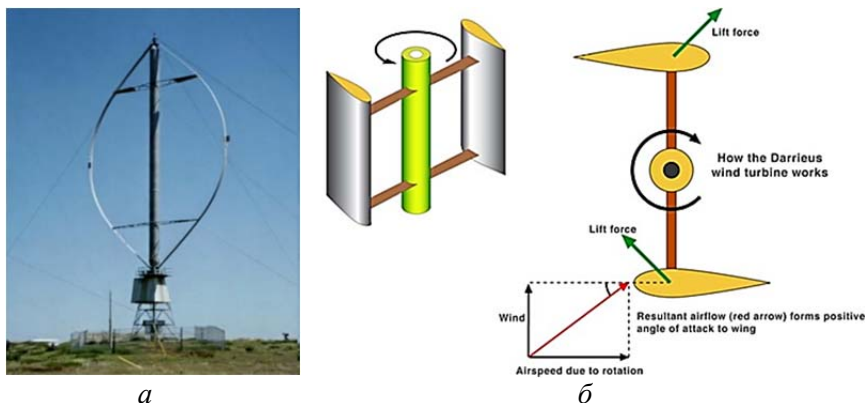 Lift force
How the Darrieus
wind turbine works
Lift force
Wind
Resultant airflow (red arrow) forms positive
angle of attack to wing
Airspeed due to rotation
а
б